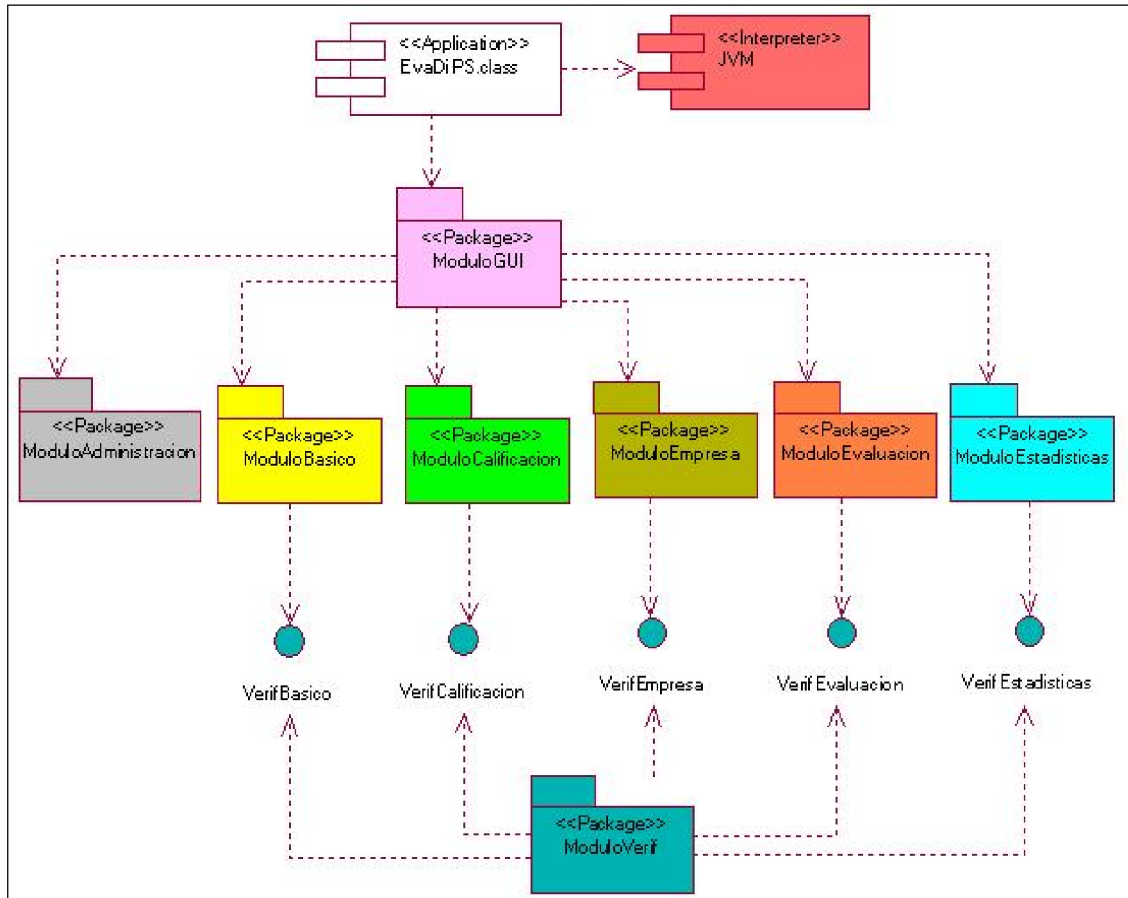 <<Application>>
EvaDiPS.class
<<Interpreter>>
JVM
<<Package>>
ModuloGUI
<<Package>>
ModuloAdministracion
<<Package>>
ModuloBasico
<<Package>>
ModuloCalificacion
<<Package>>
ModuloEmpresa
<<Package>>
ModuloEvaluacion
<<Package>>
ModuloEstadisticas
VerifBasico
VerifCalificacion
VerifEmpresa
VerifEvaluacion
VerifEstadisticas
<<Package>>
ModuloVerif